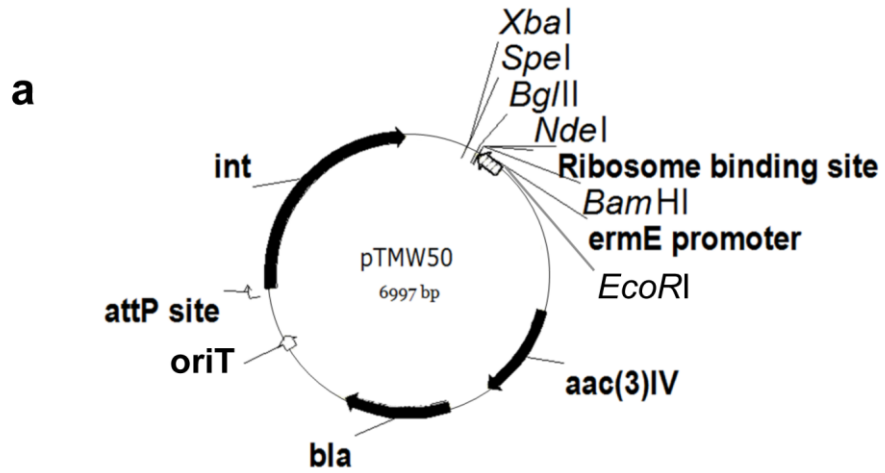 a
XbaI
SpeI
BglII
NdeI
Ribosome binding site
BamHI
ermE promoter
EcoRI
int
pTMW50
6997 bp
attP site
oriT
aac(3)IV
bla